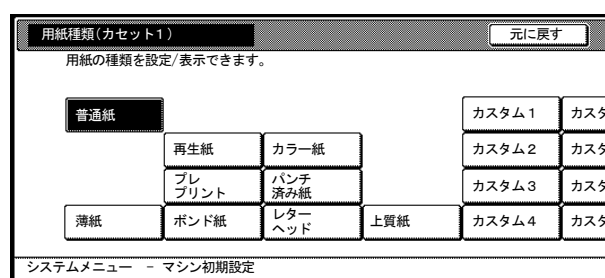 用紙種類(カセット1)
元に戻す
用紙の種類を設定/表示できます。
普通紙
カスタム1
カスタ
再生紙
カラー紙
カスタム2
カスタ
プレ
プリント
パンチ
済み紙
カスタム3
カスタ
薄紙
ボンド紙
レター
ヘッド
上質紙
カスタム4
カスタ
システムメニュー - マシン初期設定